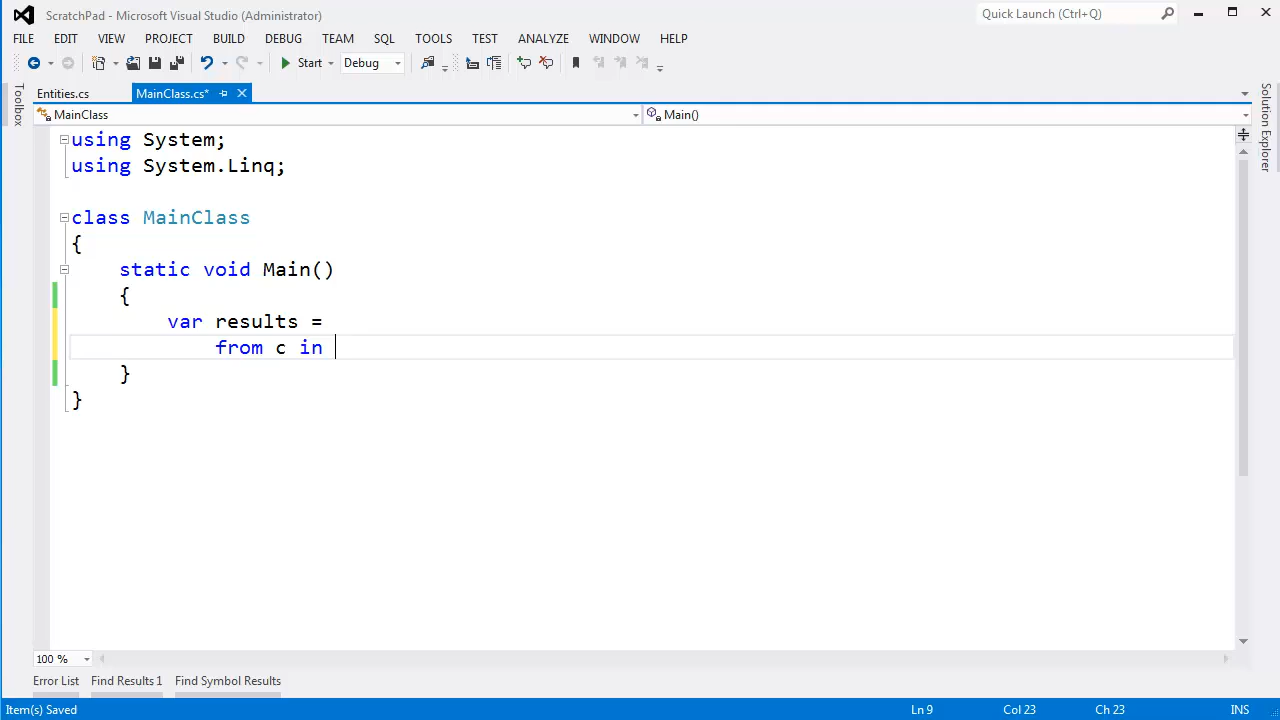 ScratchPad - Microsoft Visual Studio (Administrator)
Quick Launch (Ctrl+Q)
FILE EDIT VIEW PROJECT BUILD DEBUG TEAM SQL TOOLS TEST ANALYZE WINDOW HELP
Start Debug
Toolbox
Entities.cs MainClass.cs*
Solution Explorer
MainClass Main()
using System;
using System.Linq;
class MainClass
{
static void Main()
{
var results =
from c in
}
}
100 %
Error List Find Results 1 Find Symbol Results
Item(s) Saved Ln 9 Col 23 Ch 23 INS